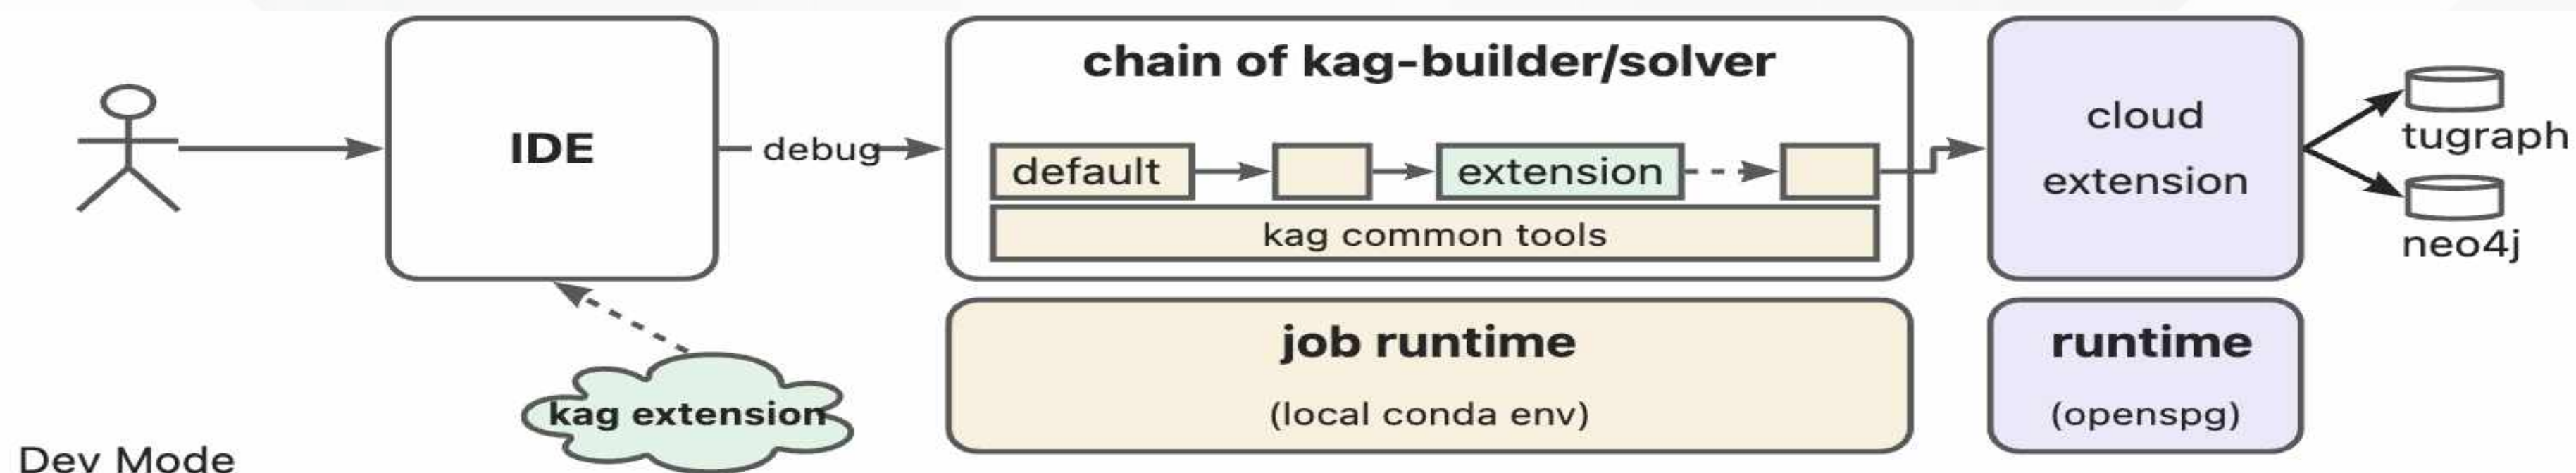 chain of kag-builder/solver
IDE
debug
default
extension
kag common tools
cloud
extension
tugraph
neo4j
job runtime
(local conda env)
runtime
(openspg)
kag extension
Dev Mode